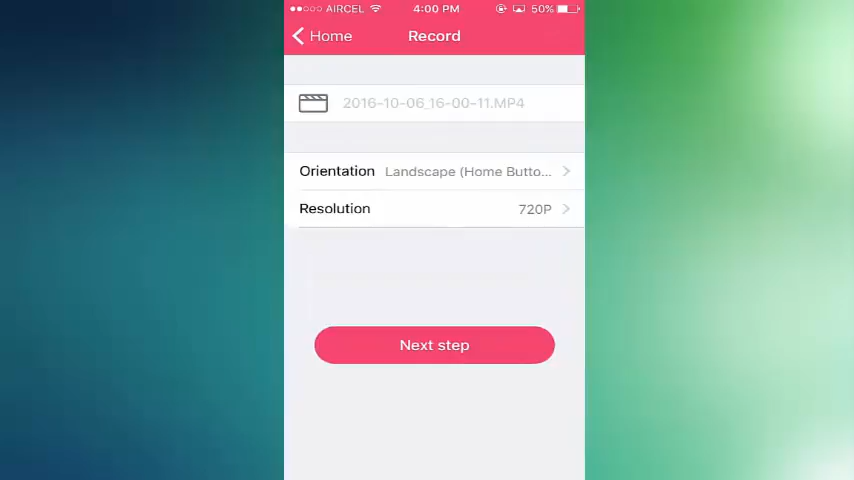 AIRCEL 4:00 PM 50%
Home Record
2016-10-06_16-00-11.MP4
Orientation Landscape (Home Butto...
Resolution 720P
Next step